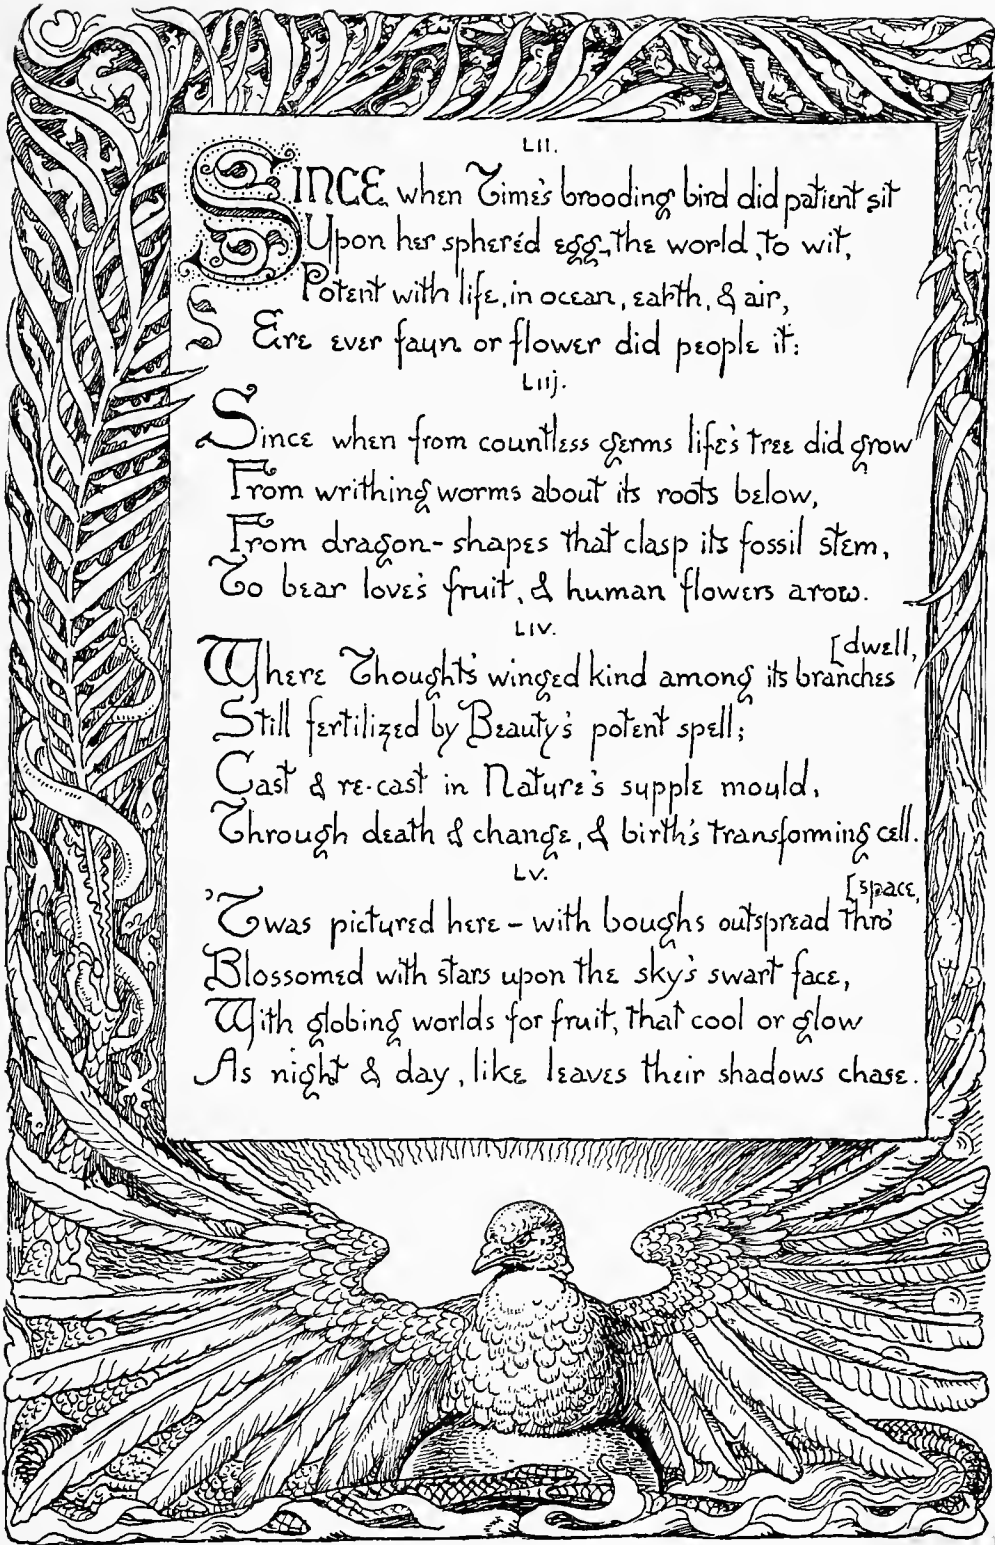 LII.
SINCE when Time's brooding bird did patient sit
Upon her spheréd egg, the world, to wit,
Potent with life, in ocean, earth, & air,
Ere ever faun or flower did people it:
LIIJ.
Since when from countless germs life's tree did grow
From writhing worms about its roots below,
From dragon-shapes that clasp its fossil stem,
To bear love's fruit, & human flowers arow.
LIV.
[dwell,
Where Thought's winged kind among its branches
Still fertilized by Beauty's potent spell;
Cast & re-cast in Nature's supple mould,
Through death & change, & birth's transforming cell.
LV.
[space,
'Twas pictured here – with boughs outspread thro'
Blossomed with stars upon the sky's swart face,
With globing worlds for fruit, that cool or glow
As night & day, like leaves their shadows chase.